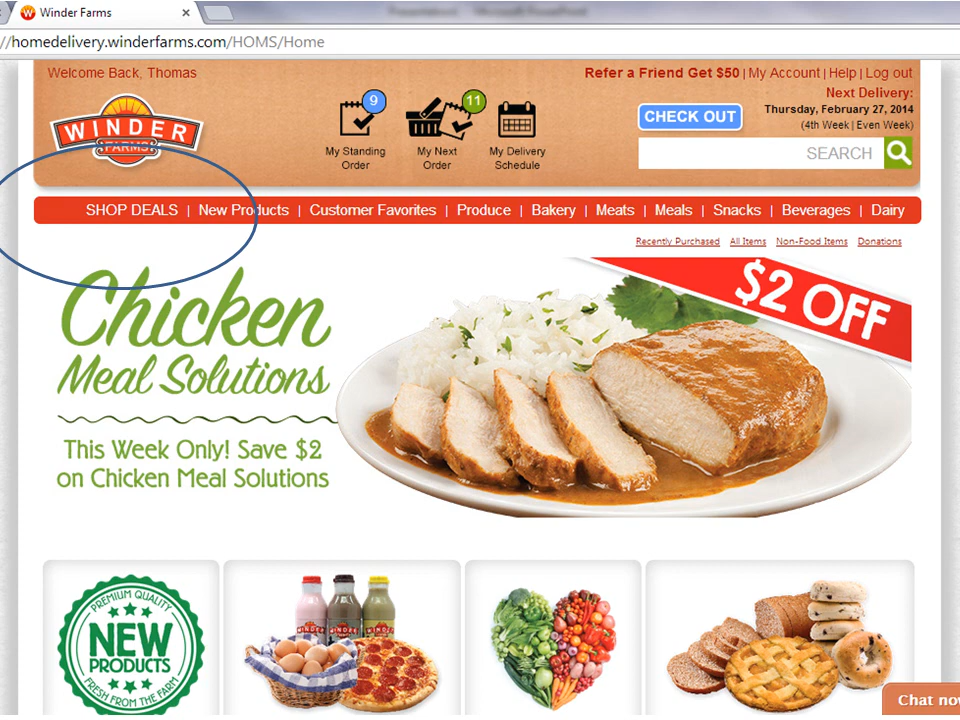 Winder Farms
//homedelivery.winderfarms.com/HOMS/Home
Welcome Back, Thomas
Refer a Friend Get $50 | My Account | Help | Log out
Next Delivery:
Thursday, February 27, 2014
(4th Week | Even Week)
WINDER
FARMS
9
My Standing
Order
11
My Next
Order
My Delivery
Schedule
CHECK OUT
SEARCH
SHOP DEALS | New Products | Customer Favorites | Produce | Bakery | Meats | Meals | Snacks | Beverages | Dairy
Recently Purchased All Items Non-Food Items Donations
Chicken
Meal Solutions
This Week Only! Save $2
on Chicken Meal Solutions
$2 OFF
PREMIUM QUALITY
NEW
PRODUCTS
FRESH FROM THE FARM
WINDER WINDER WINDER
Chat now